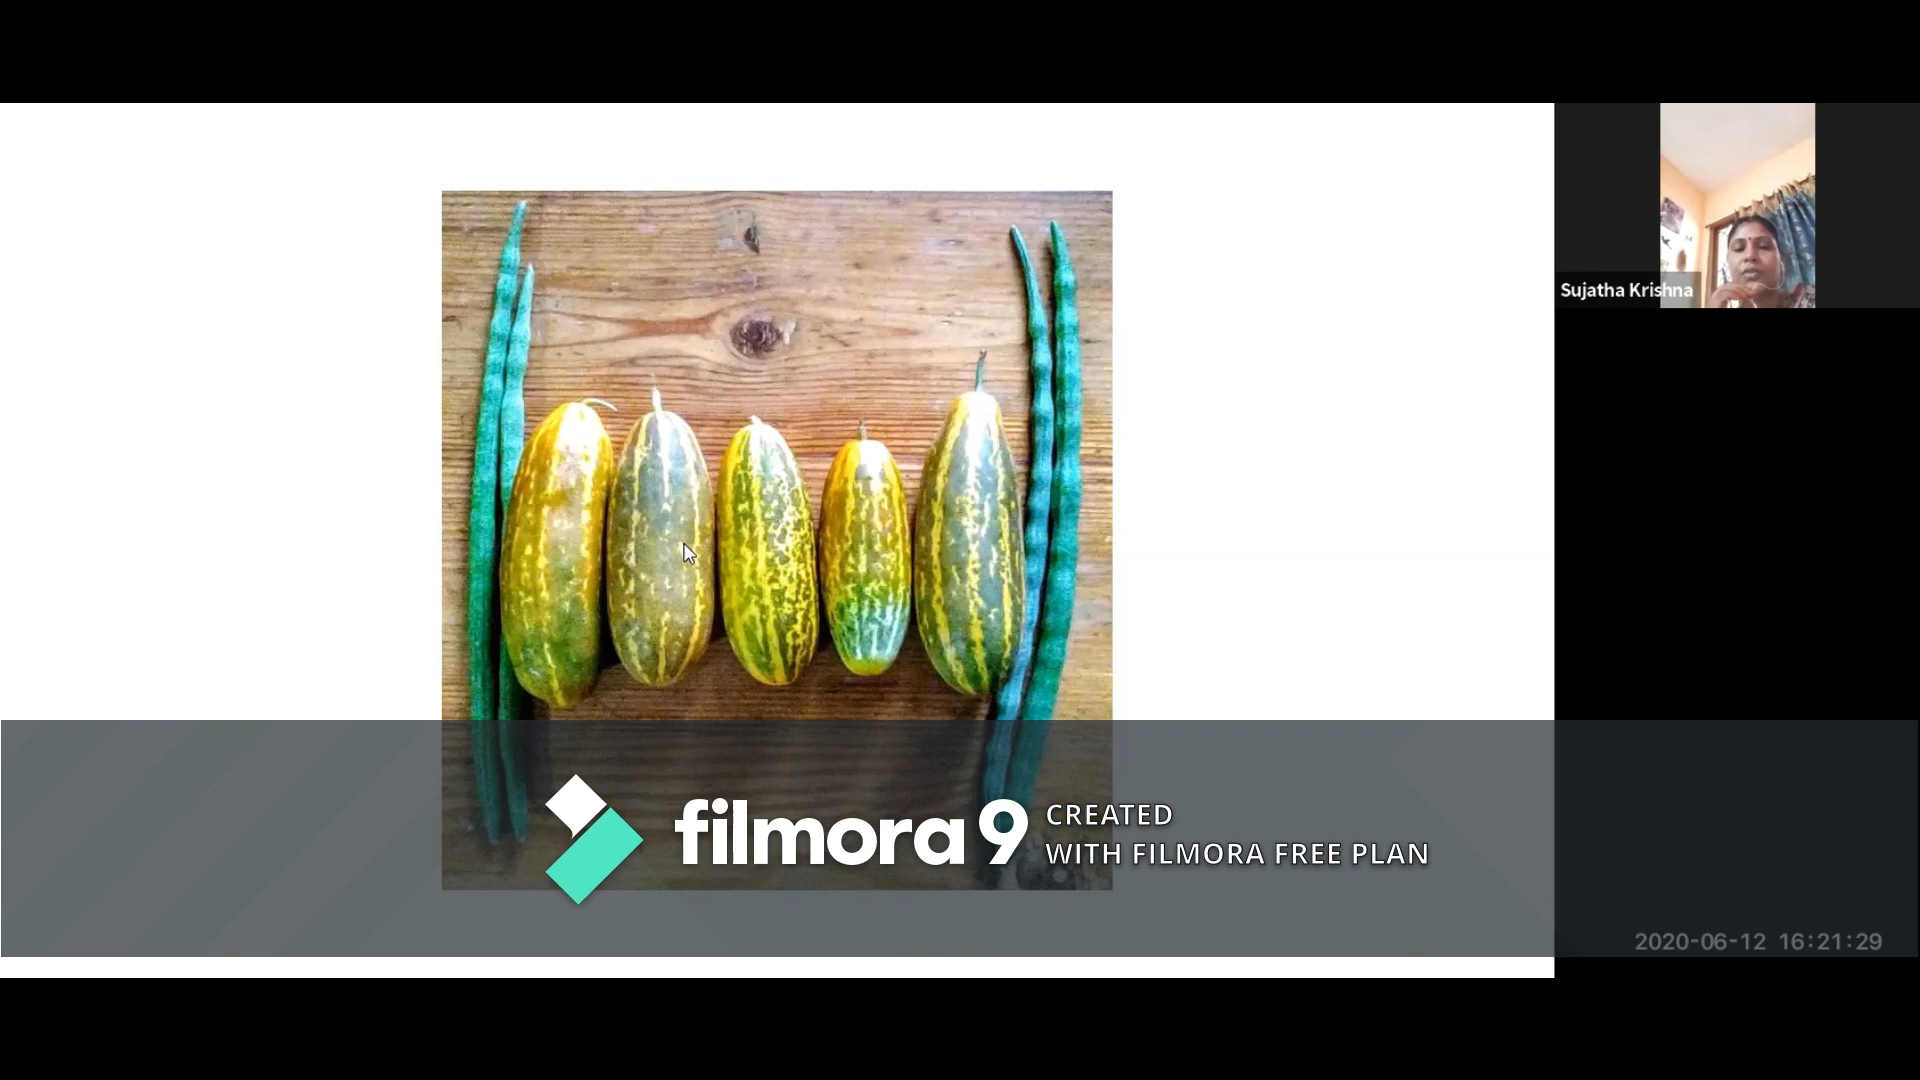 Sujatha Krishna
filmora9
CREATED
WITH FILMORA FREE PLAN
2020-06-12 16:21:29